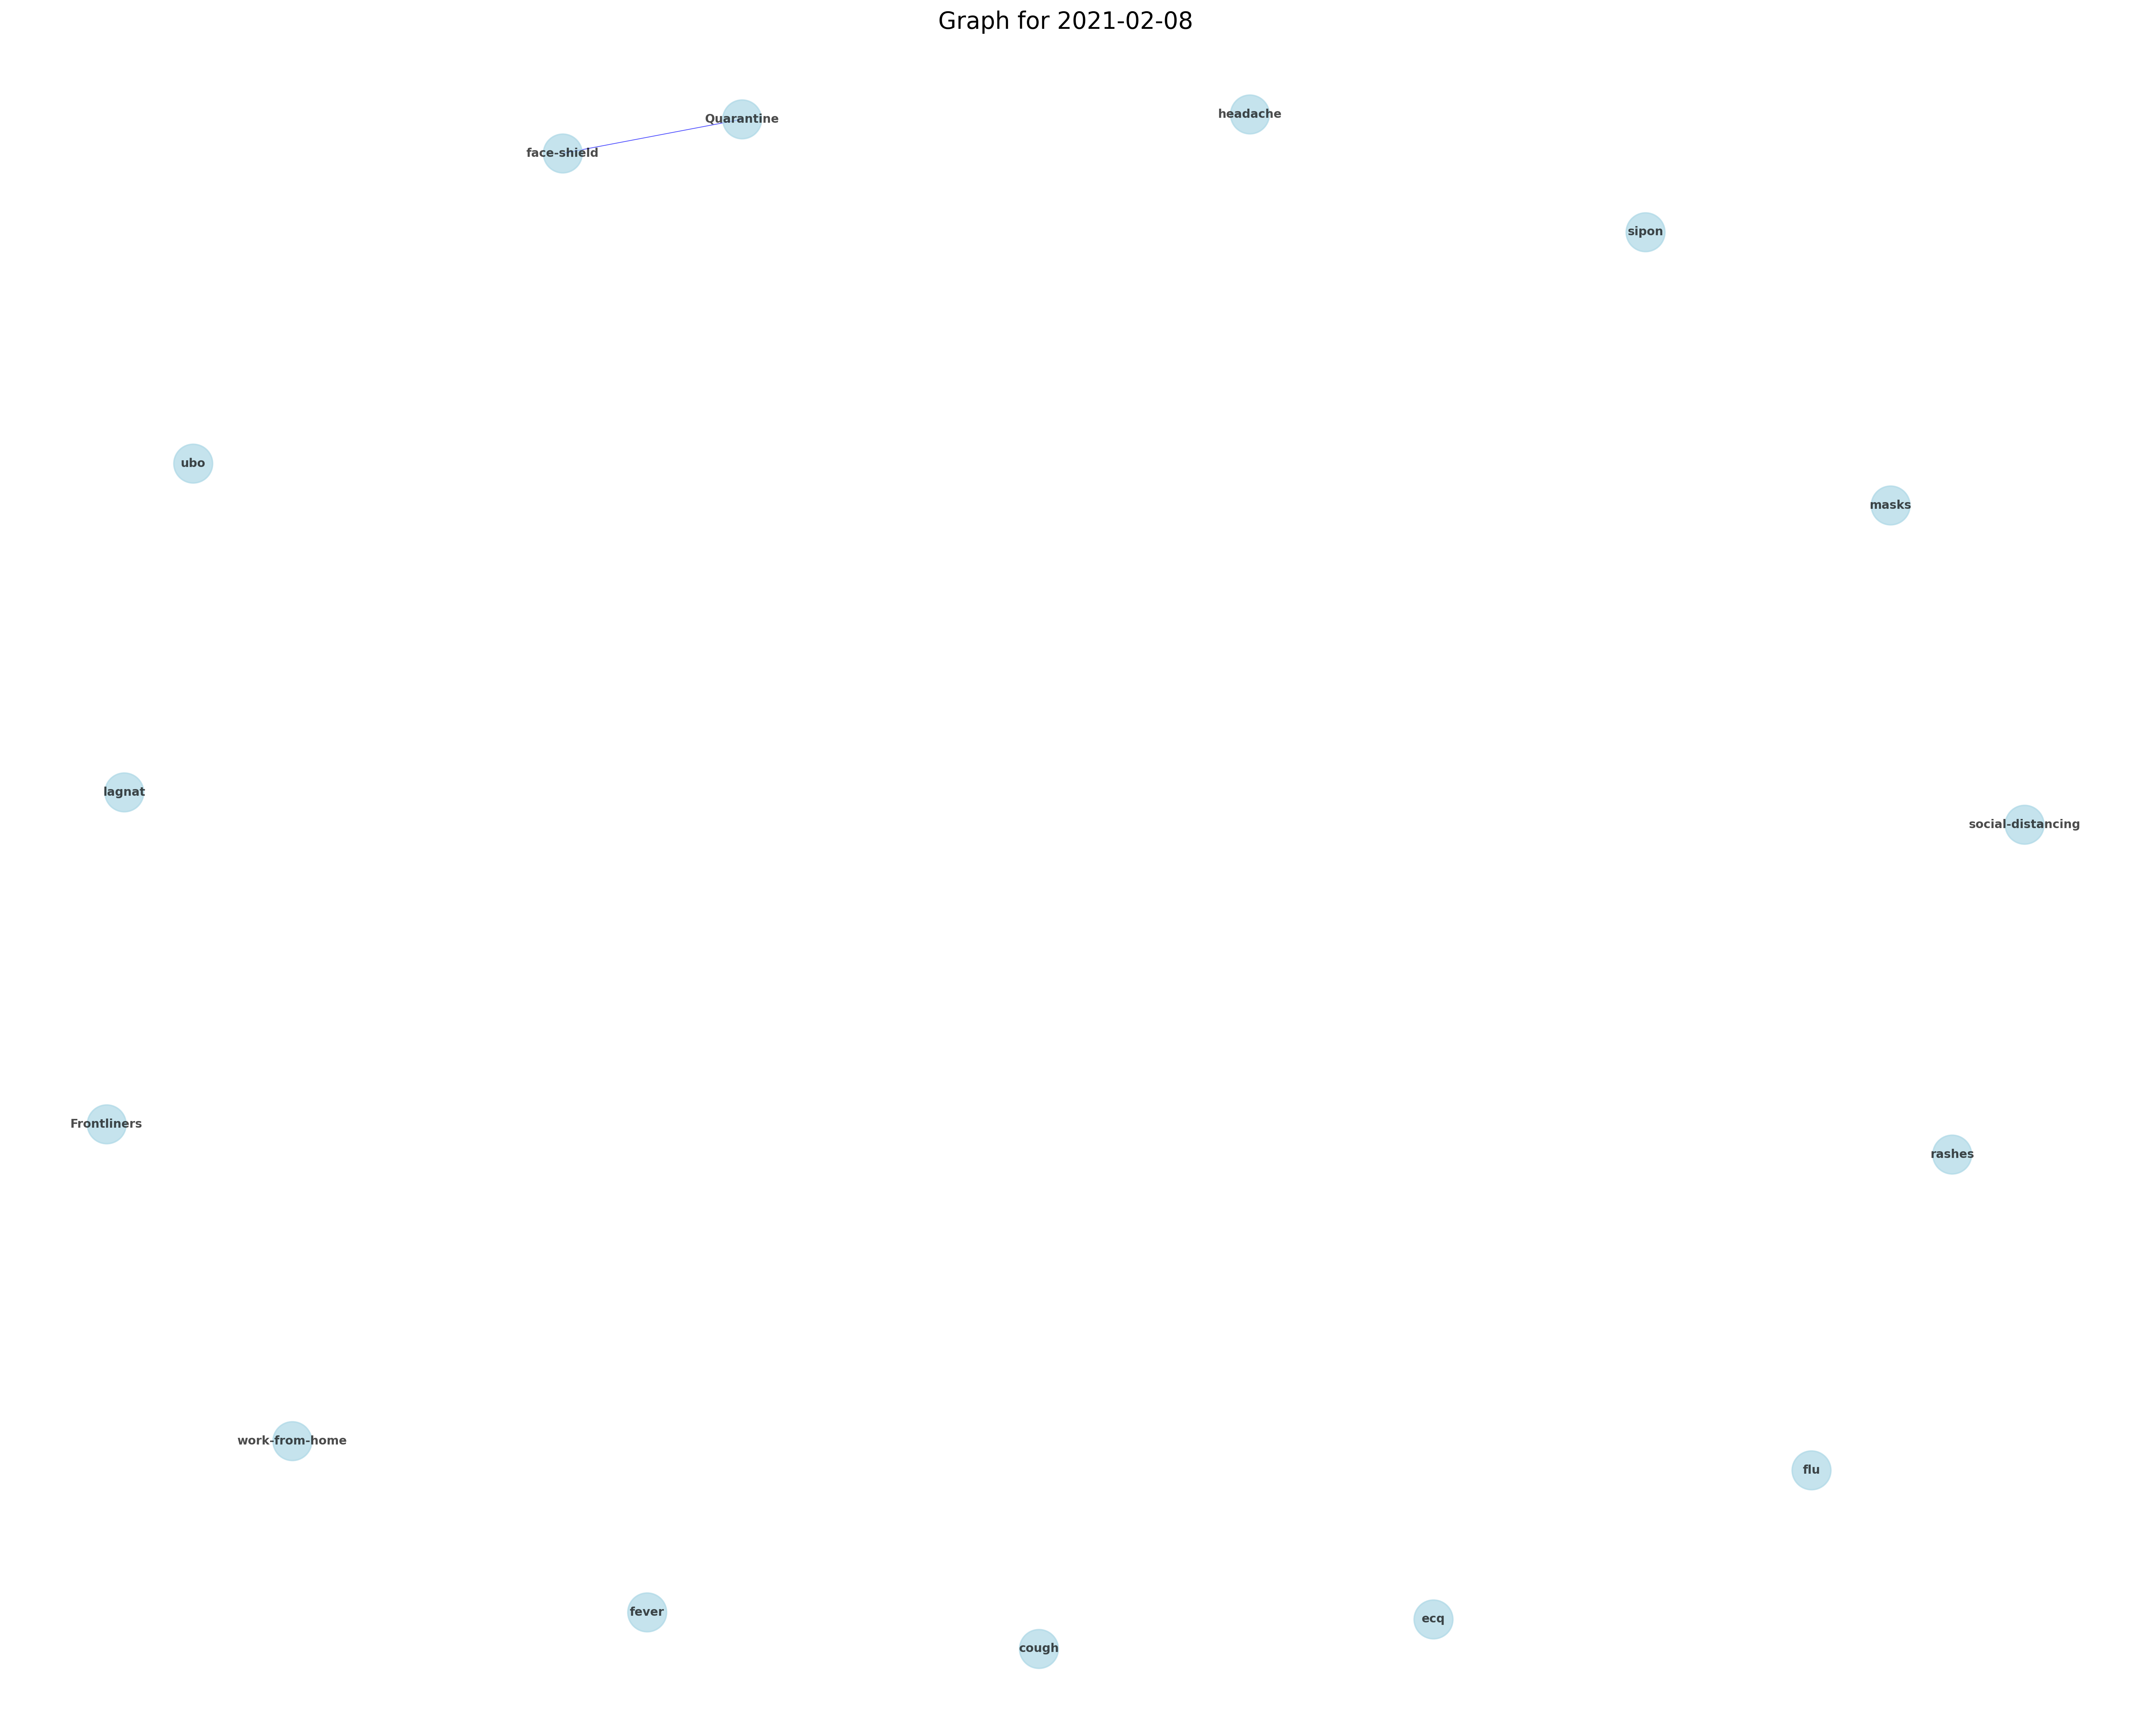 Graph for 2021-02-08
headache
Quarantine
face-shield
sipon
ubo
masks
lagnat
social-distancing
Frontliners
rashes
work-from-home
flu
fever
ecq
cough